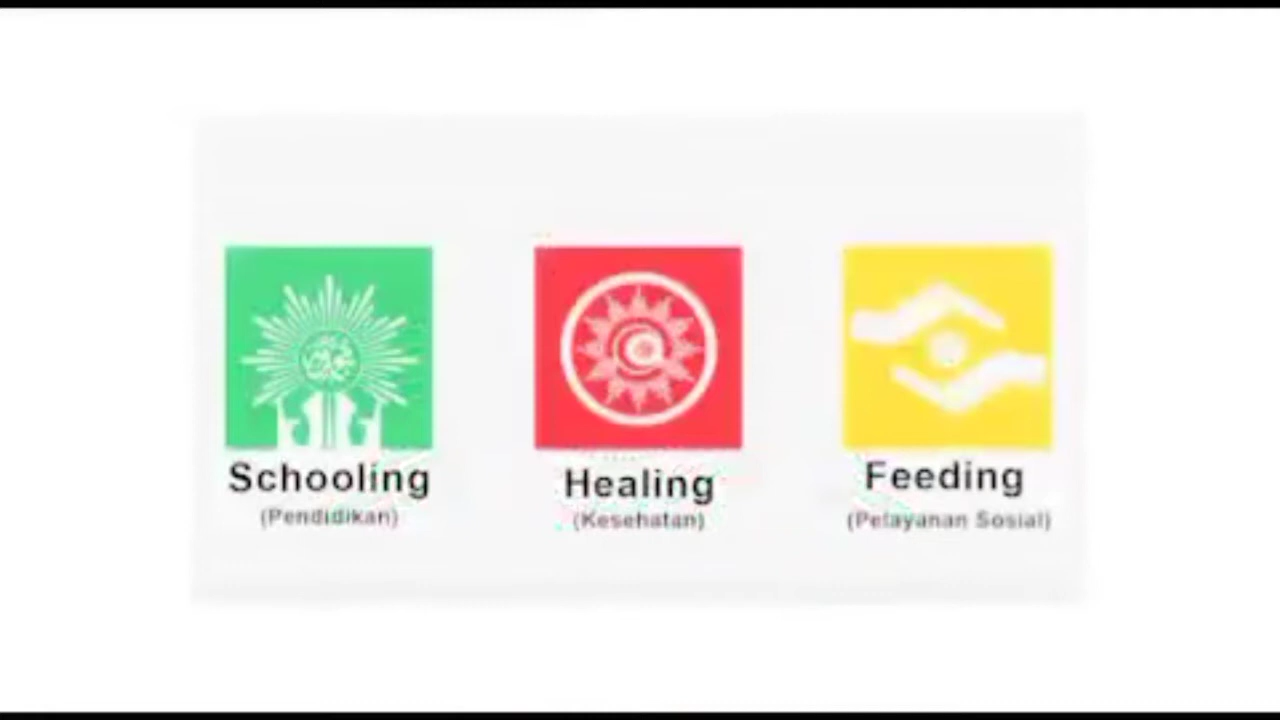 Schooling
(Pendidikan)
Healing
(Kesehatan)
Feeding
(Pelayanan Sosial)